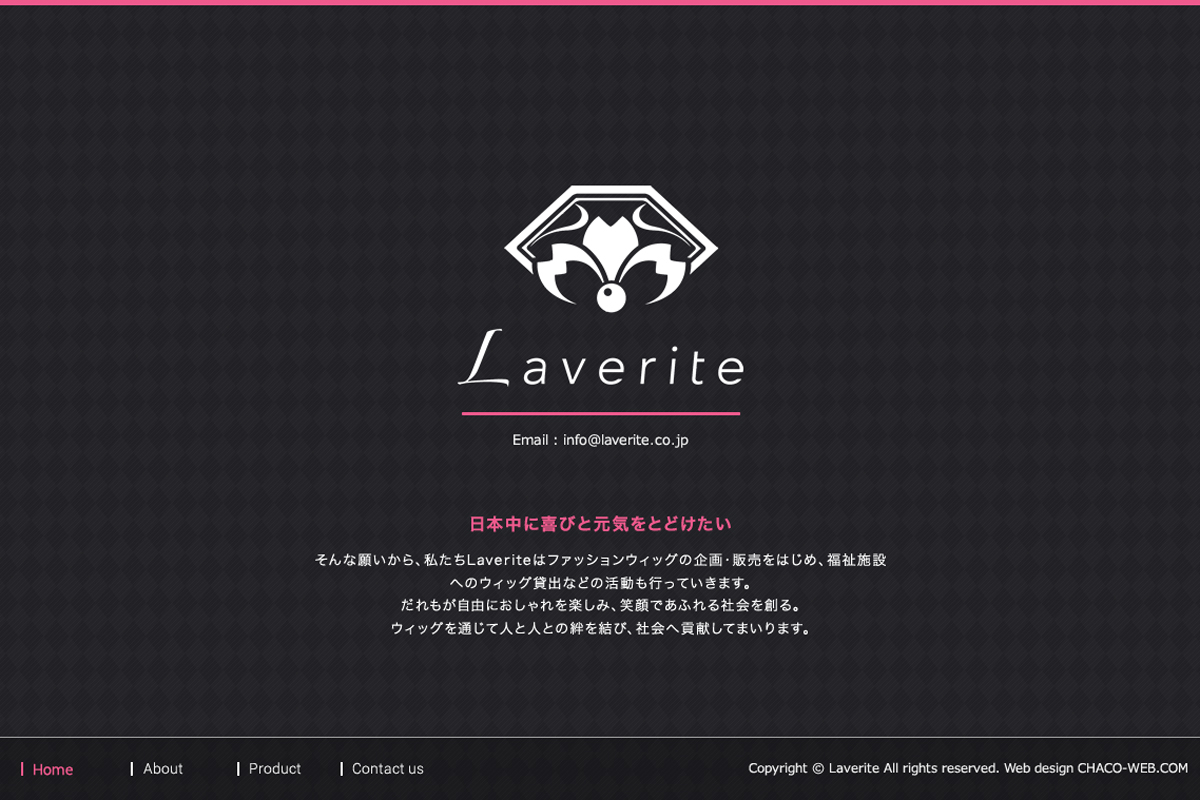 Laverite
Email : info@laverite.co.jp
日本中に喜びと元気をとどけたい
そんな願いから、私たちLaveriteはファッションウィッグの企画・販売をはじめ、福祉施設
へのウィッグ貸出などの活動も行っていきます。
だれもが自由におしゃれを楽しみ、笑顔であふれる社会を創る。
ウィッグを通じて人と人との絆を結び、社会へ貢献してまいります。
Home About Product Contact us Copyright © Laverite All rights reserved. Web design CHACO-WEB.COM